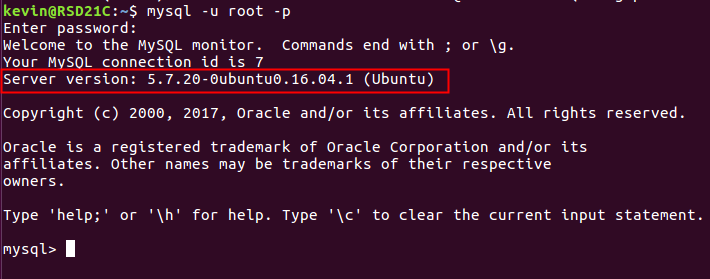 kevin@RSD21C:~$ mysql -u root -p
Enter password:
Welcome to the MySQL monitor.  Commands end with ; or \g.
Your MySQL connection id is 7
Server version: 5.7.20-0ubuntu0.16.04.1 (Ubuntu)
Copyright (c) 2000, 2017, Oracle and/or its affiliates. All rights reserved.
Oracle is a registered trademark of Oracle Corporation and/or its
affiliates. Other names may be trademarks of their respective
owners.
Type 'help;' or '\h' for help. Type '\c' to clear the current input statement.
mysql>